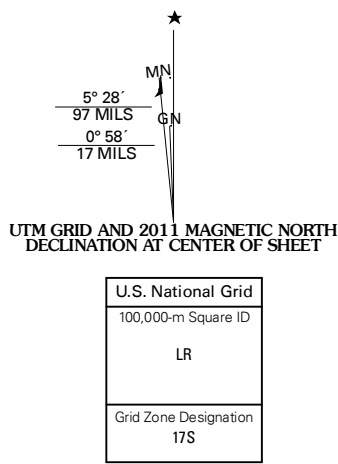 ★
MN
5° 28´
97 MILS
GN
0° 58´
17 MILS
UTM GRID AND 2011 MAGNETIC NORTH
DECLINATION AT CENTER OF SHEET
U.S. National Grid
100,000-m Square ID
LR
Grid Zone Designation
17S